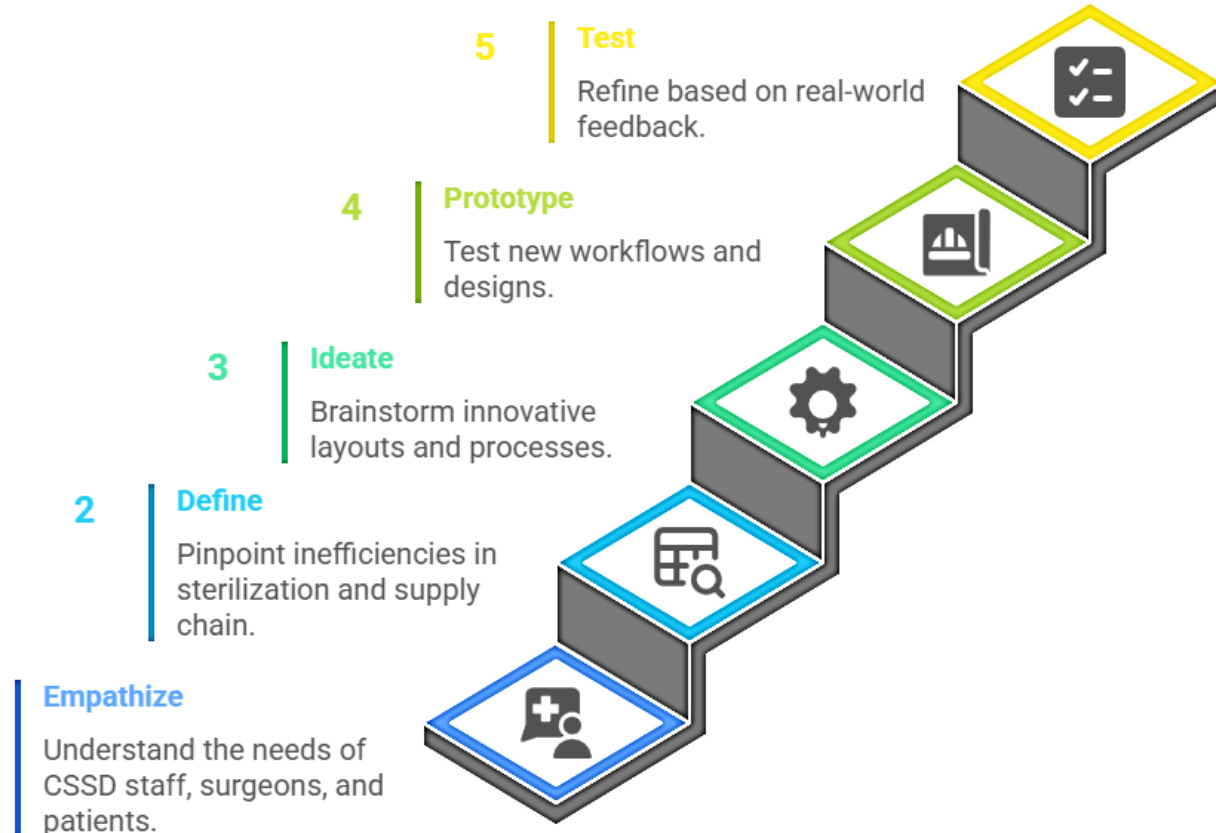 5
Test
Refine based on real-world
feedback.
4
Prototype
Test new workflows and
designs.
3
Ideate
Brainstorm innovative
layouts and processes.
2
Define
Pinpoint inefficiencies in
sterilization and supply
chain.
Empathize
Understand the needs of
CSSD staff, surgeons, and
patients.